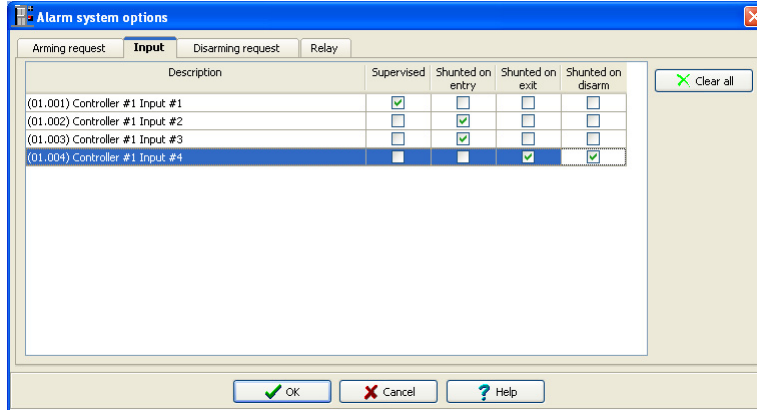 Alarm system options
Arming request Input Disarming request Relay
Description Supervised Shunted on entry Shunted on exit Shunted on disarm
Clear all
(01.001) Controller #1 Input #1
(01.002) Controller #1 Input #2
(01.003) Controller #1 Input #3
(01.004) Controller #1 Input #4
OK Cancel Help